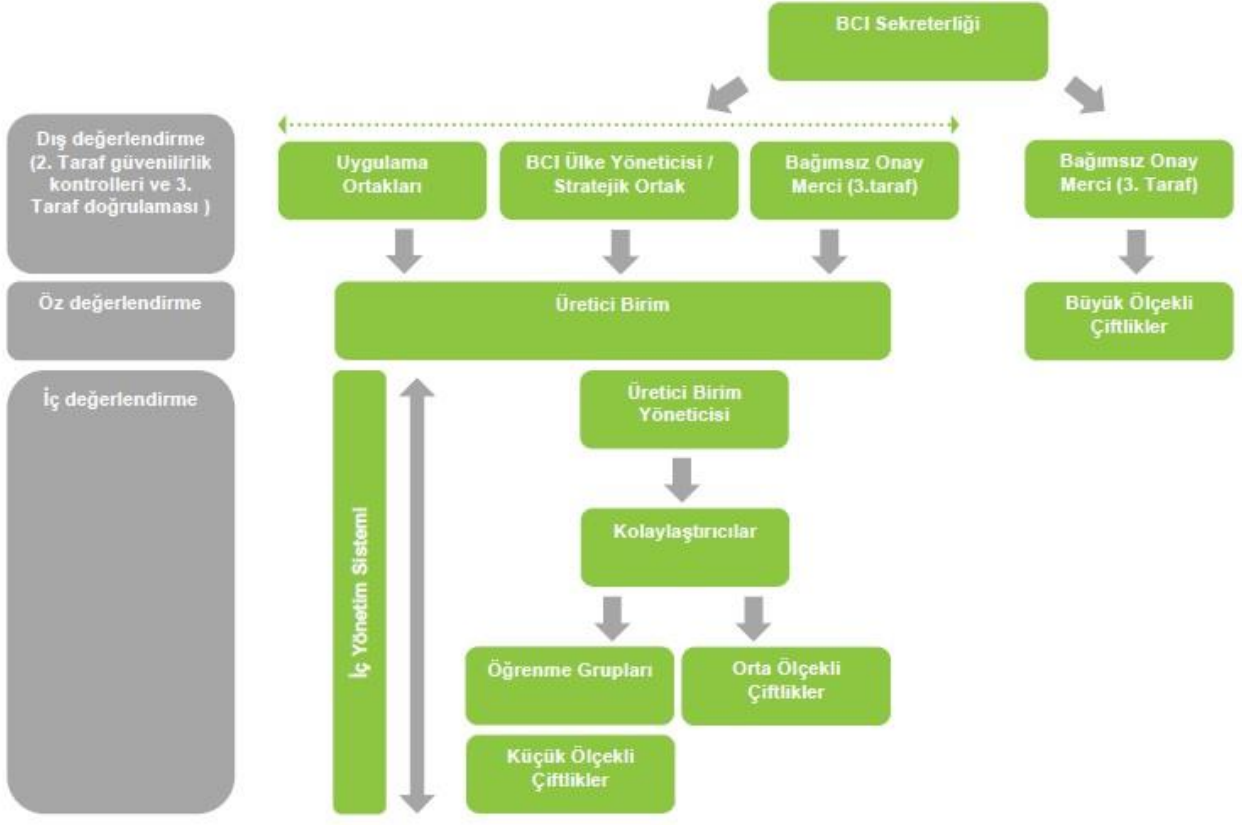 BCI Sekreterliği
Dış değerlendirme
(2. Taraf güvenilirlik
kontrolleri ve 3.
Taraf doğrulaması )
Uygulama
Ortakları
BCI Ülke Yöneticisi /
Stratejik Ortak
Bağımsız Onay
Merci (3.taraf)
Bağımsız Onay
Merci (3. Taraf)
Öz değerlendirme
Üretici Birim
Büyük Ölçekli
Çiftlikler
İç değerlendirme
İç Yönetim Sistemi
Üretici Birim
Yöneticisi
Kolaylaştırıcılar
Öğrenme Grupları
Orta Ölçekli
Çiftlikler
Küçük Ölçekli
Çiftlikler